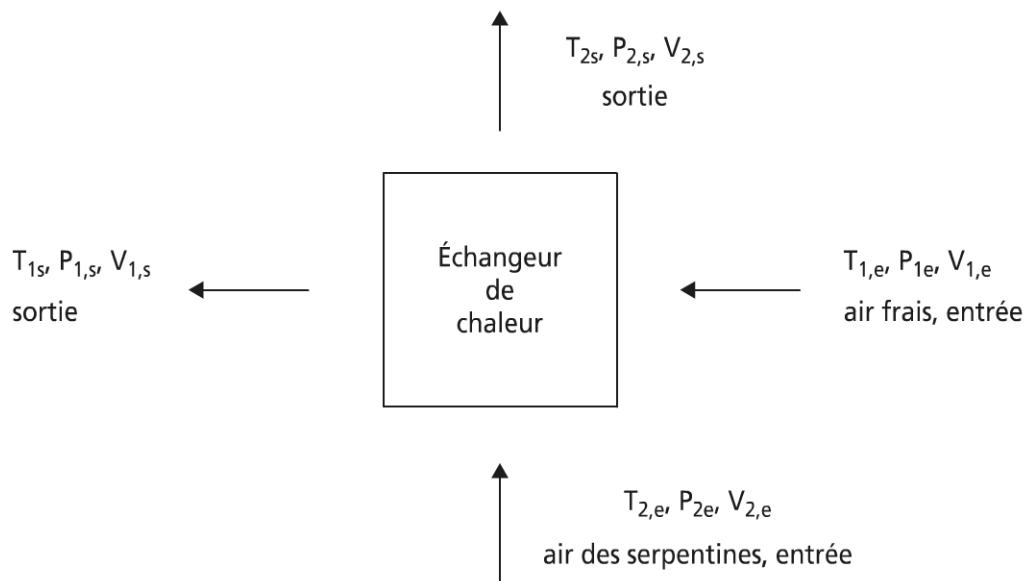 T2s, P2,s, V2,s
sortie
T1s, P1,s, V1,s
sortie
Échangeur
de
chaleur
T1,e, P1e, V1,e
air frais, entrée
T2,e, P2e, V2,e
air des serpentines, entrée